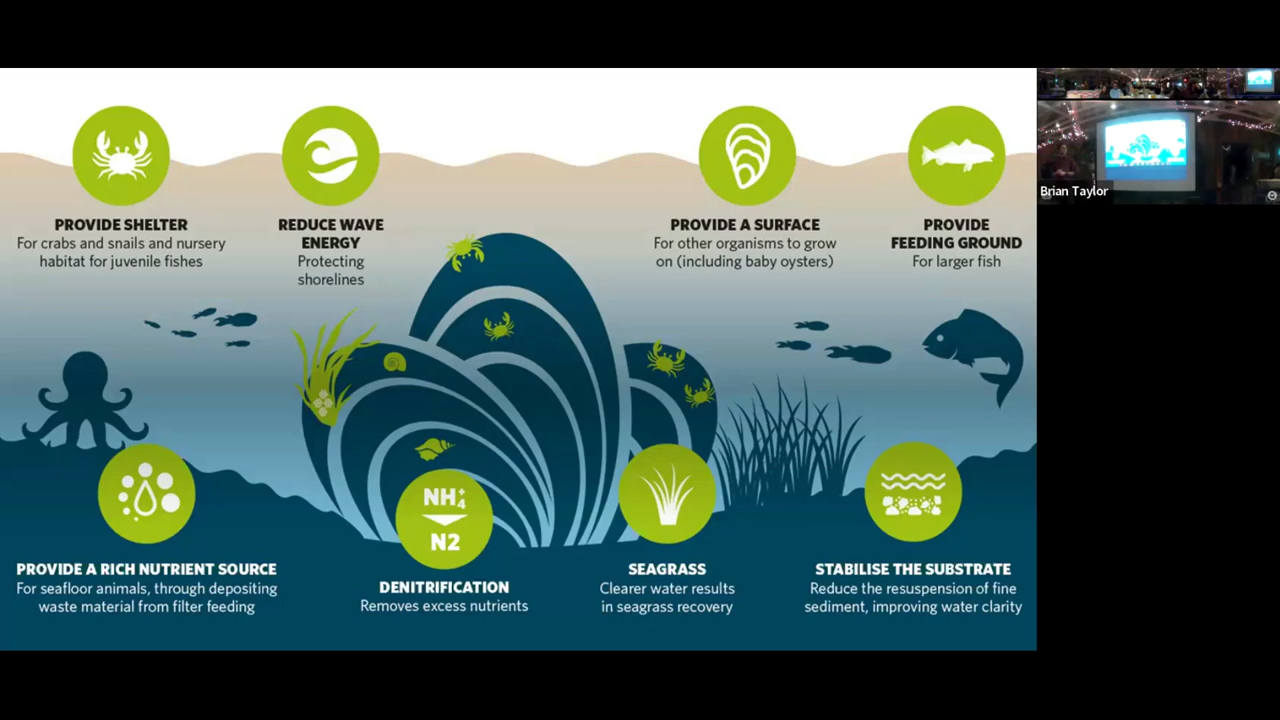 PROVIDE SHELTER
For crabs and snails and nursery
habitat for juvenile fishes
REDUCE WAVE
ENERGY
Protecting
shorelines
PROVIDE A SURFACE
For other organisms to grow
on (including baby oysters)
PROVIDE
FEEDING GROUND
For larger fish
Brian Taylor
PROVIDE A RICH NUTRIENT SOURCE
For seafloor animals, through depositing
waste material from filter feeding
NH₄⁺
N2
DENITRIFICATION
Removes excess nutrients
SEAGRASS
Clearer water results
in seagrass recovery
STABILISE THE SUBSTRATE
Reduce the resuspension of fine
sediment, improving water clarity